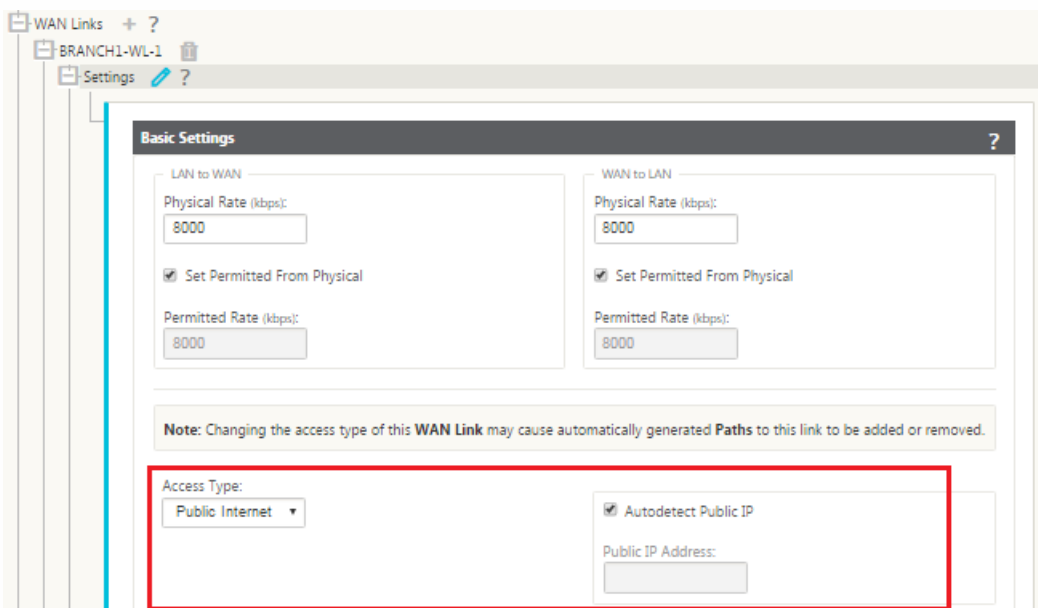 WAN Links + ?
BRANCH1-WL-1
Settings ?
Basic Settings ?
LAN to WAN
Physical Rate (kbps):
8000
Set Permitted From Physical
Permitted Rate (kbps):
8000
WAN to LAN
Physical Rate (kbps):
8000
Set Permitted From Physical
Permitted Rate (kbps):
8000
Note: Changing the access type of this WAN Link may cause automatically generated Paths to this link to be added or removed.
Access Type:
Public Internet
Autodetect Public IP
Public IP Address: